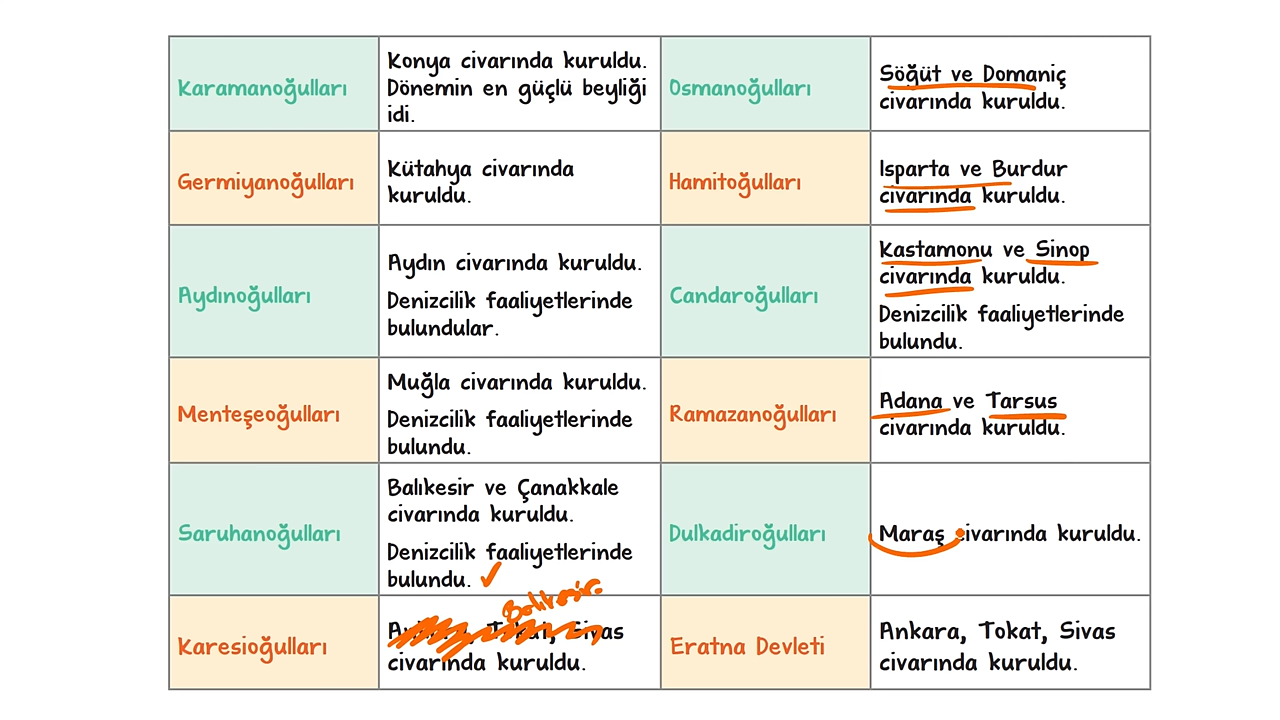 Karamanoğulları
Konya civarında kuruldu.
Dönemin en güçlü beyliği
idi.
Osmanoğulları
Söğüt ve Domaniç
civarında kuruldu.
Germiyanoğulları
Kütahya civarında
kuruldu.
Hamitoğulları
Isparta ve Burdur
civarında kuruldu.
Aydınoğulları
Aydın civarında kuruldu.
Denizcilik faaliyetlerinde
bulundular.
Candaroğulları
Kastamonu ve Sinop
civarında kuruldu.
Denizcilik faaliyetlerinde
bulundu.
Menteşeoğulları
Muğla civarında kuruldu.
Denizcilik faaliyetlerinde
bulundu.
Ramazanoğulları
Adana ve Tarsus
civarında kuruldu.
Saruhanoğulları
Balıkesir ve Çanakkale
civarında kuruldu.
Denizcilik faaliyetlerinde
bulundu.
Dulkadiroğulları
Maraş civarında kuruldu.
Karesioğulları
Balıkesir.
Ankara, Tokat, Sivas
civarında kuruldu.
Eratna Devleti
Ankara, Tokat, Sivas
civarında kuruldu.